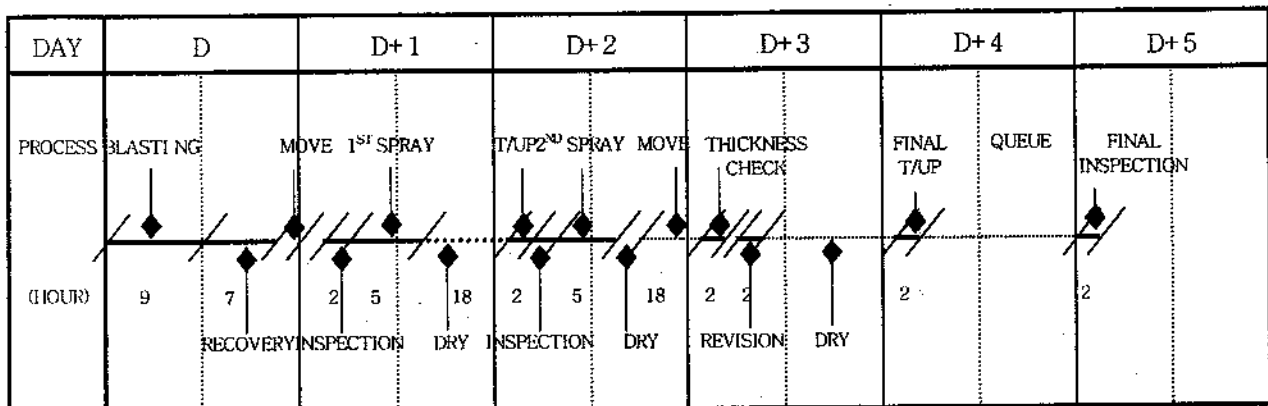 DAY D D+1 D+2 D+3 D+4 D+5
PROCESS BLASTING MOVE 1ST SPRAY T/UP 2ND SPRAY MOVE THICKNESS CHECK FINAL T/UP QUEUE FINAL INSPECTION
(HOUR) 9 7 2 5 18 2 5 18 2 2 2 2
RECOVERY INSPECTION DRY INSPECTION DRY REVISION DRY